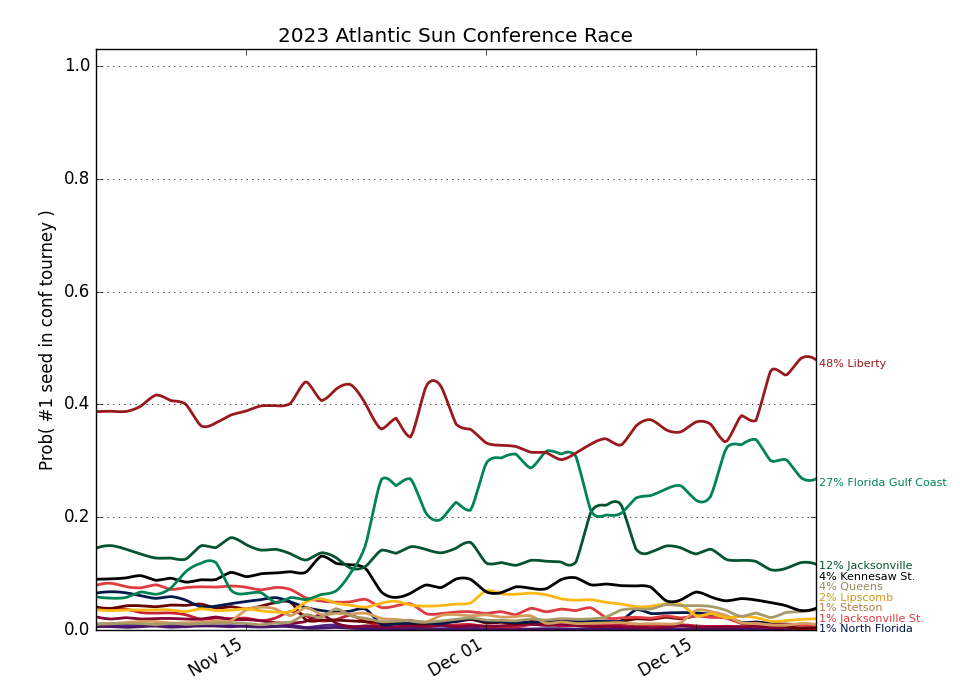 2023 Atlantic Sun Conference Race
Prob( #1 seed in conf tourney )
1.0
0.8
0.6
0.4
0.2
0.0
Nov 15
Dec 01
Dec 15
48% Liberty
27% Florida Gulf Coast
12% Jacksonville
4% Kennesaw St.
4% Queens
2% Lipscomb
1% Stetson
1% Jacksonville St.
1% North Florida